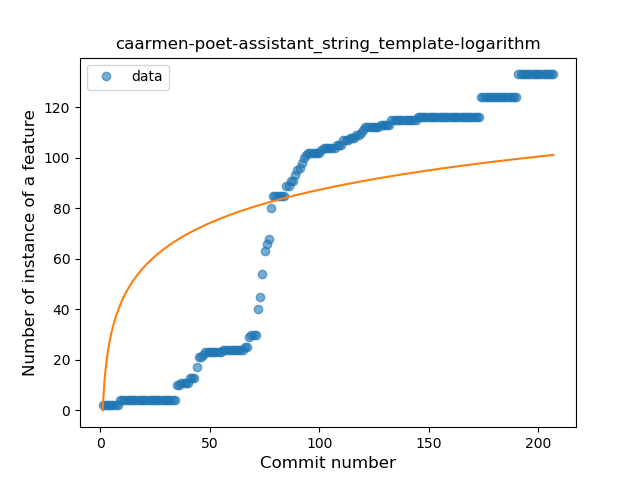 caarmen-poet-assistant_string_template-logarithm
data
Number of instance of a feature
120
100
80
60
40
20
0
0 50 100 150 200
Commit number